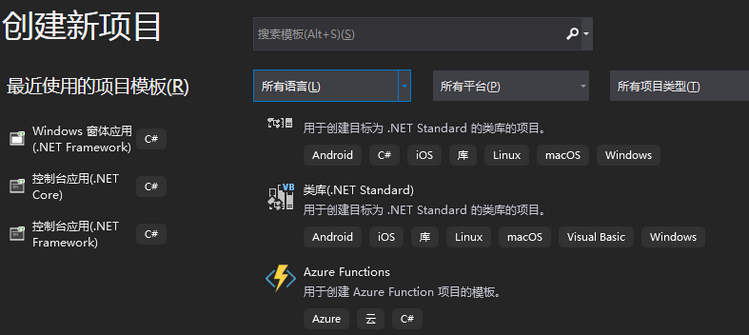 创建新项目
搜索模板(Alt+S)(S)
最近使用的项目模板(R)
所有语言(L)
所有平台(P)
所有项目类型(T)
Windows 窗体应用
(.NET Framework)
C#
控制台应用(.NET
Core)
C#
控制台应用(.NET
Framework)
C#
用于创建目标为 .NET Standard 的类库的项目。
Android C# iOS 库 Linux macOS Windows
VB
类库(.NET Standard)
用于创建目标为 .NET Standard 的类库的项目。
Android iOS 库 Linux macOS Visual Basic Windows
Azure Functions
用于创建 Azure Function 项目的模板。
Azure 云 C#